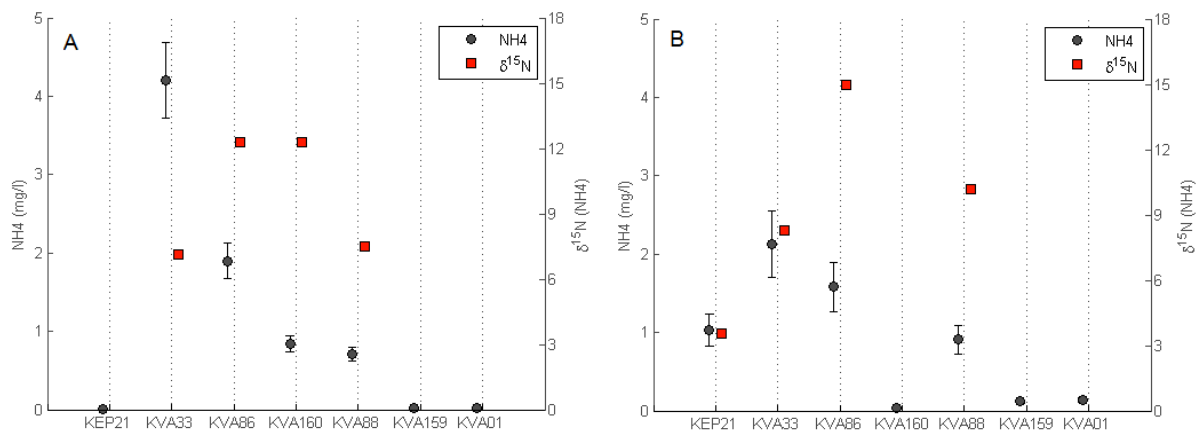 A
NH4
δ15N
5
4
3
2
1
0
NH4 (mg/l)
18
15
12
9
6
3
0
δ15N (NH4)
KEP21 KVA33 KVA86 KVA160 KVA88 KVA159 KVA01
B
NH4
δ15N
5
4
3
2
1
0
NH4 (mg/l)
18
15
12
9
6
3
0
δ15N (NH4)
KEP21 KVA33 KVA86 KVA160 KVA88 KVA159 KVA01